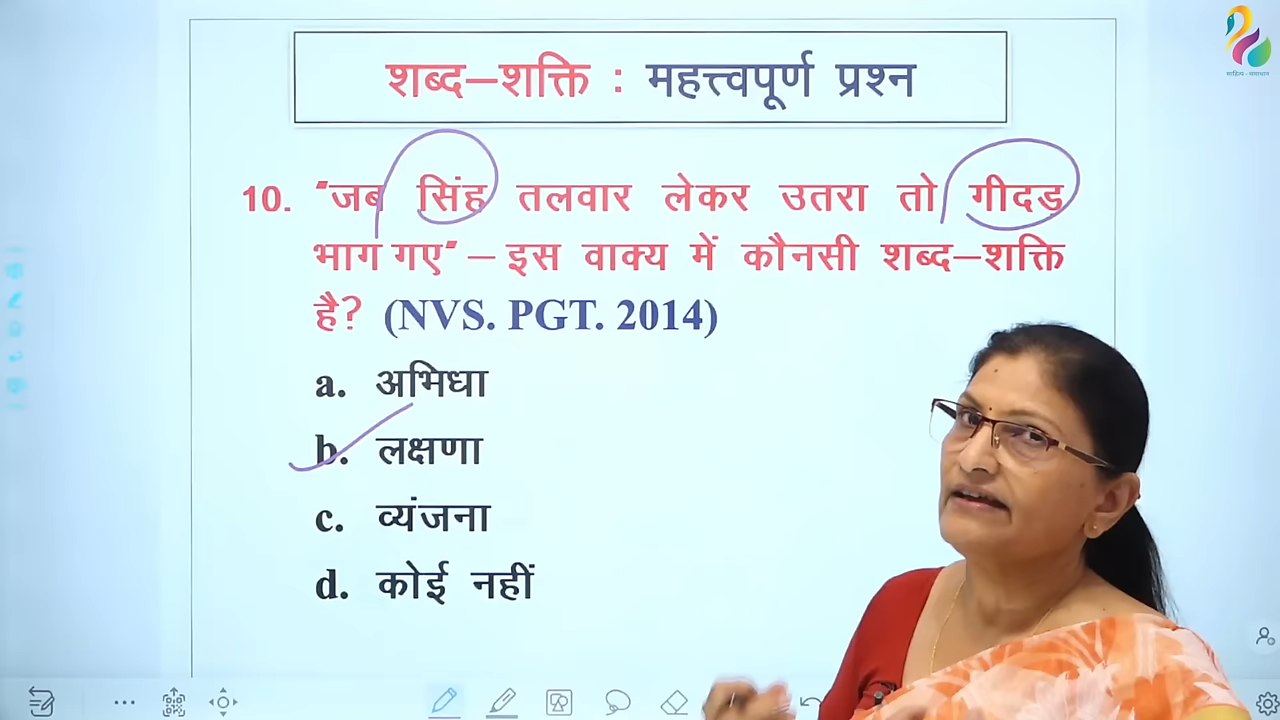 शब्द–शक्ति : महत्त्वपूर्ण प्रश्न
10. "जब सिंह तलवार लेकर उतरा तो गीदड़
भाग गए" – इस वाक्य में कौनसी शब्द–शक्ति
है? (NVS. PGT. 2014)
a. अभिधा
b. लक्षणा
c. व्यंजना
d. कोई नहीं
साहित्य - समाधान